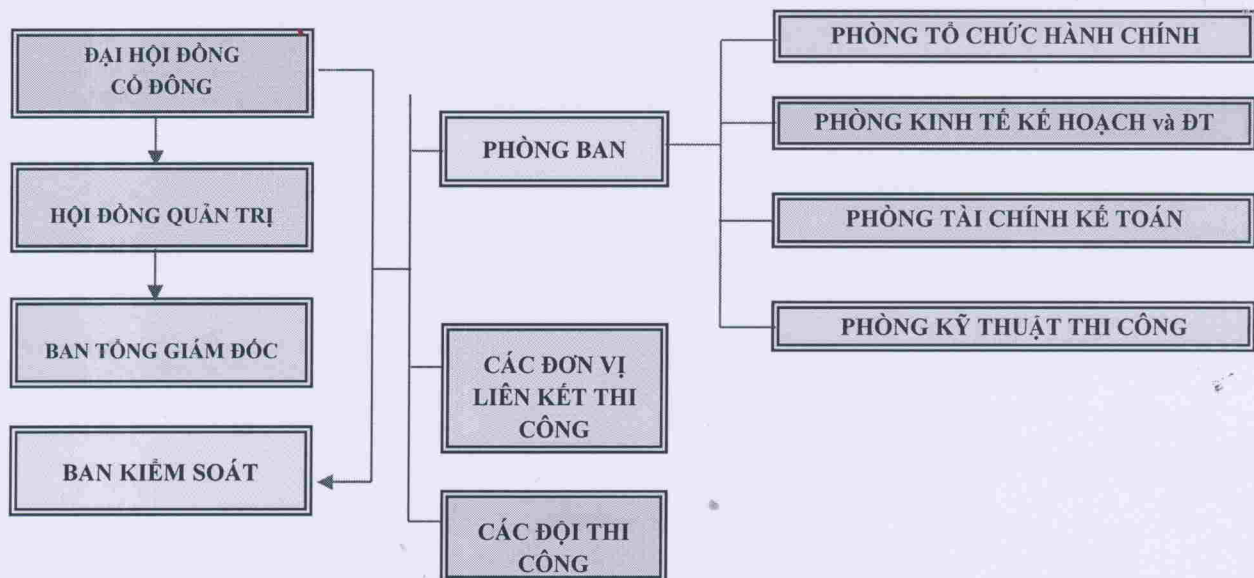 ĐẠI HỘI ĐỒNG
CỔ ĐÔNG
HỘI ĐỒNG QUẢN TRỊ
BAN TỔNG GIÁM ĐỐC
BAN KIỂM SOÁT
PHÒNG BAN
CÁC ĐƠN VỊ
LIÊN KẾT THI
CÔNG
CÁC ĐỘI THI
CÔNG
PHÒNG TỔ CHỨC HÀNH CHÍNH
PHÒNG KINH TẾ KẾ HOẠCH và ĐT
PHÒNG TÀI CHÍNH KẾ TOÁN
PHÒNG KỸ THUẬT THI CÔNG